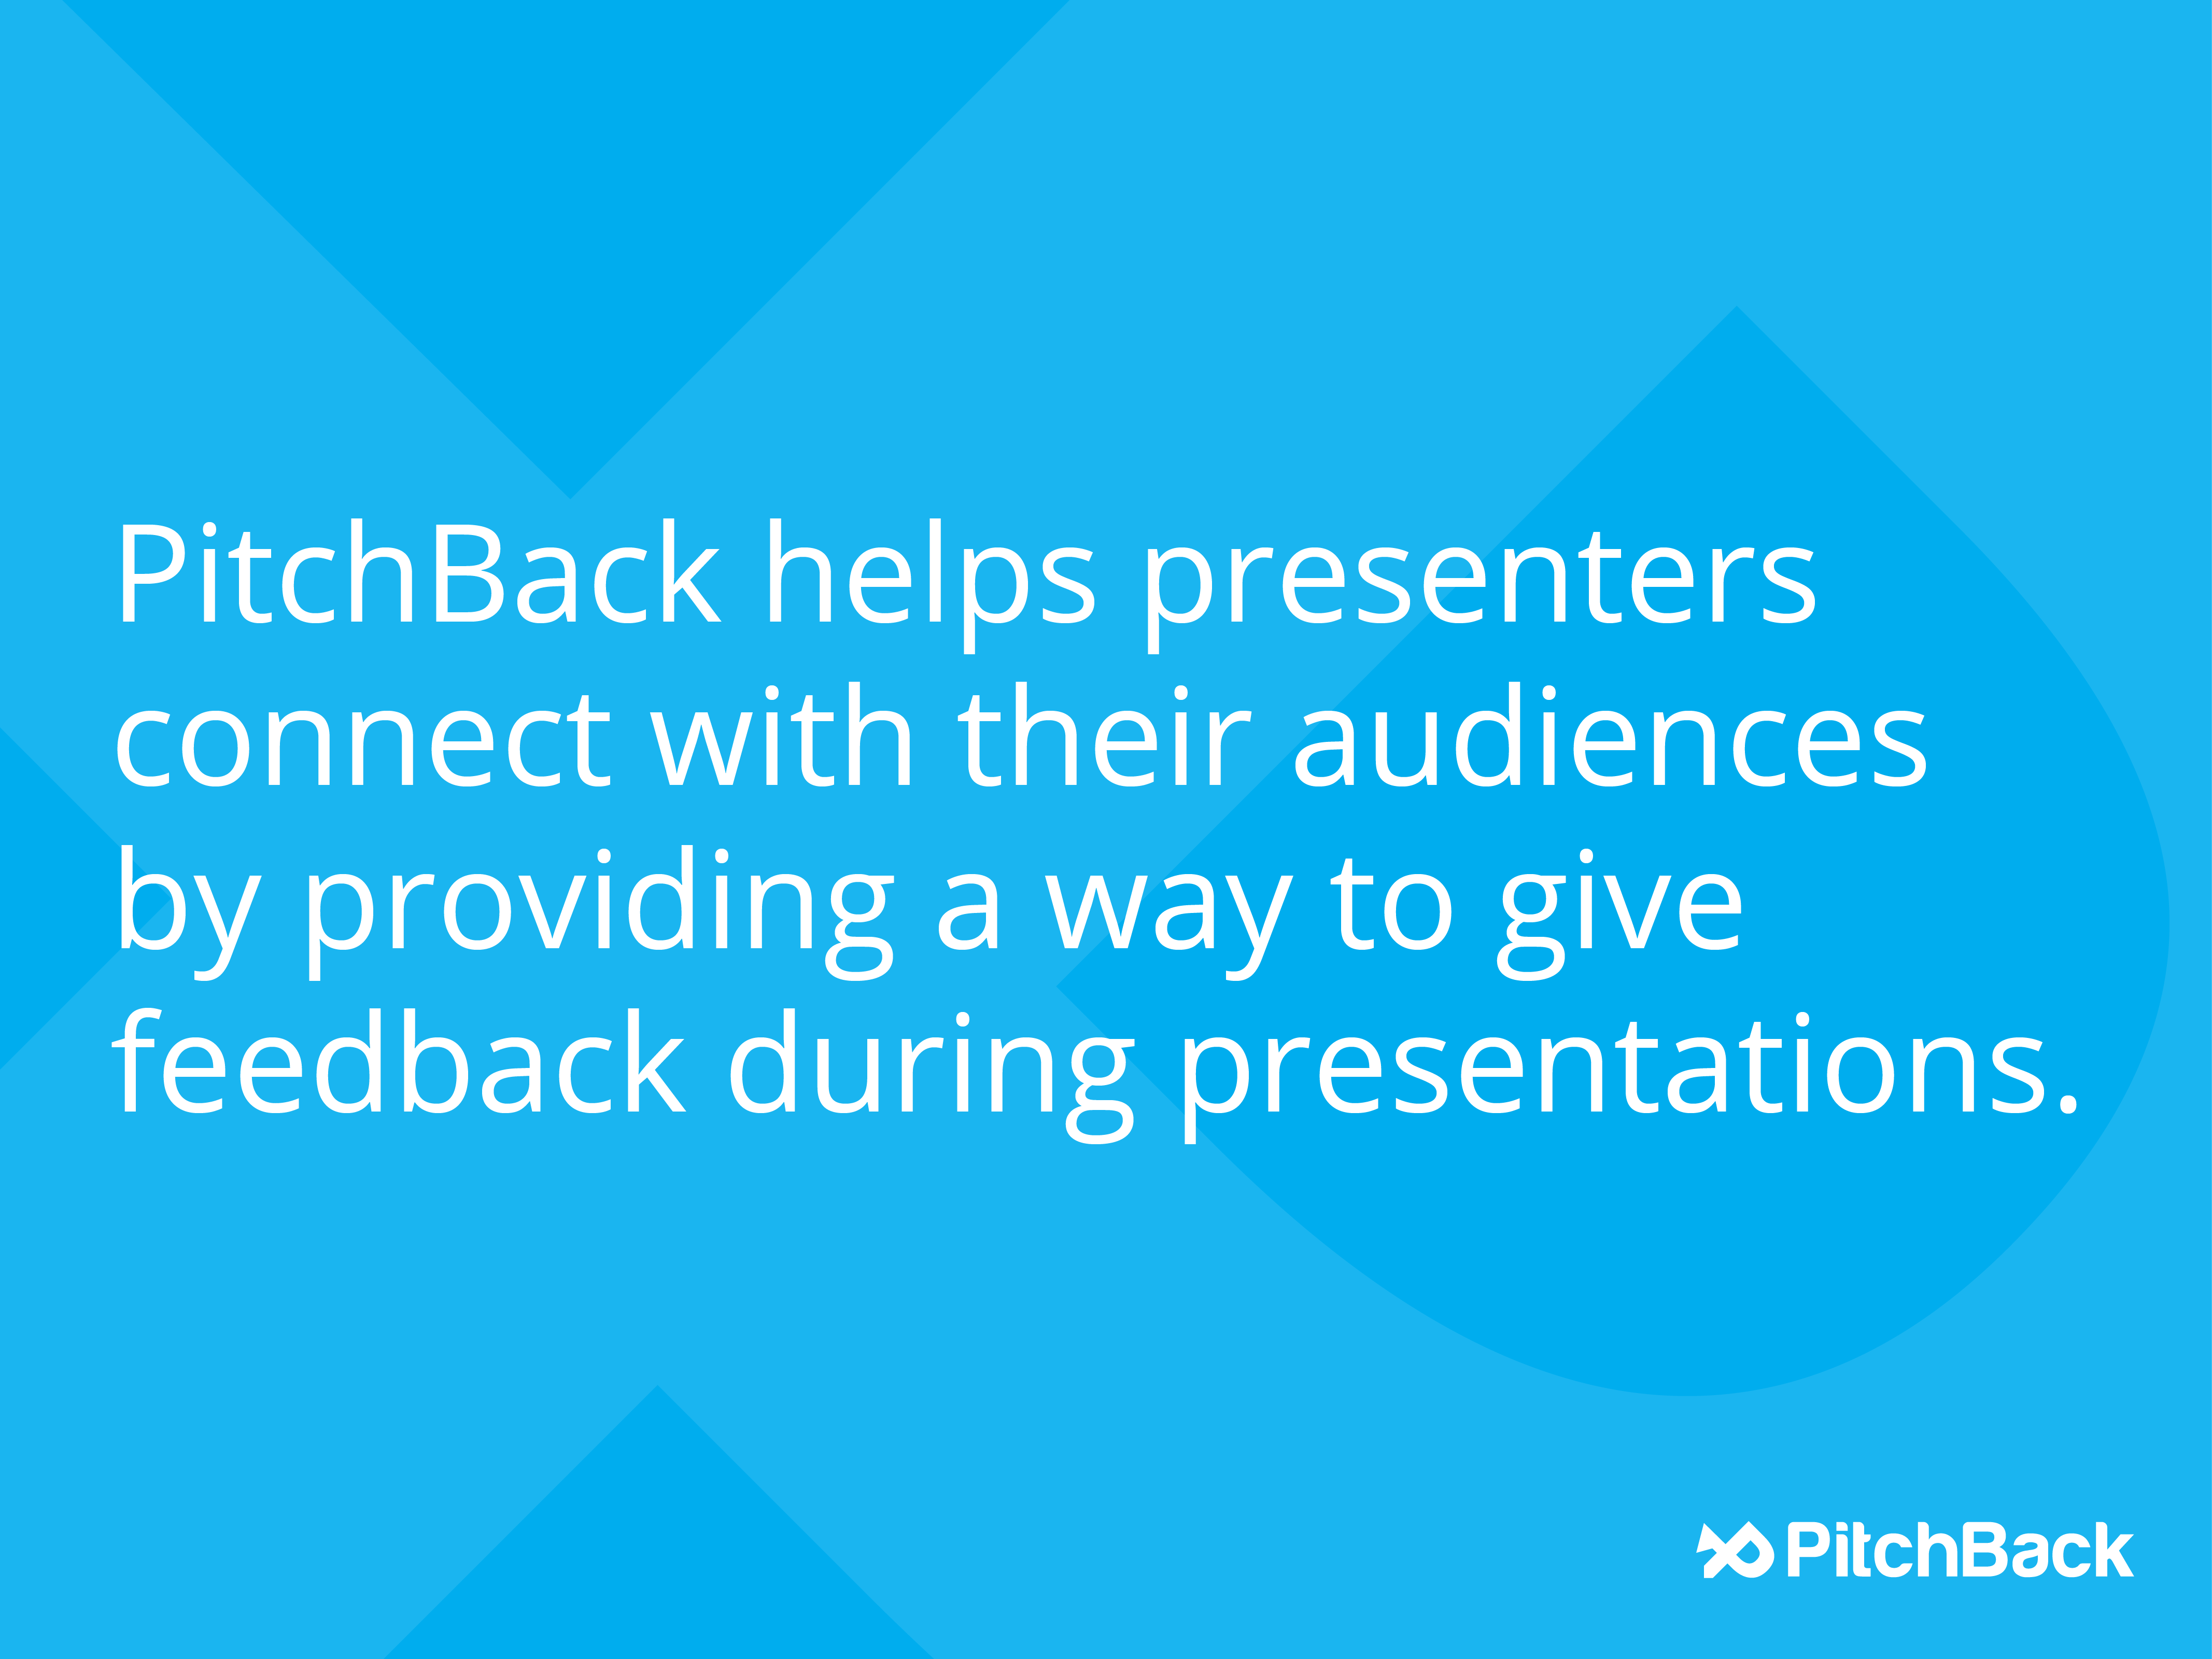 PitchBack helps presenters
connect with their audiences
by providing a way to give
feedback during presentations.
PitchBack